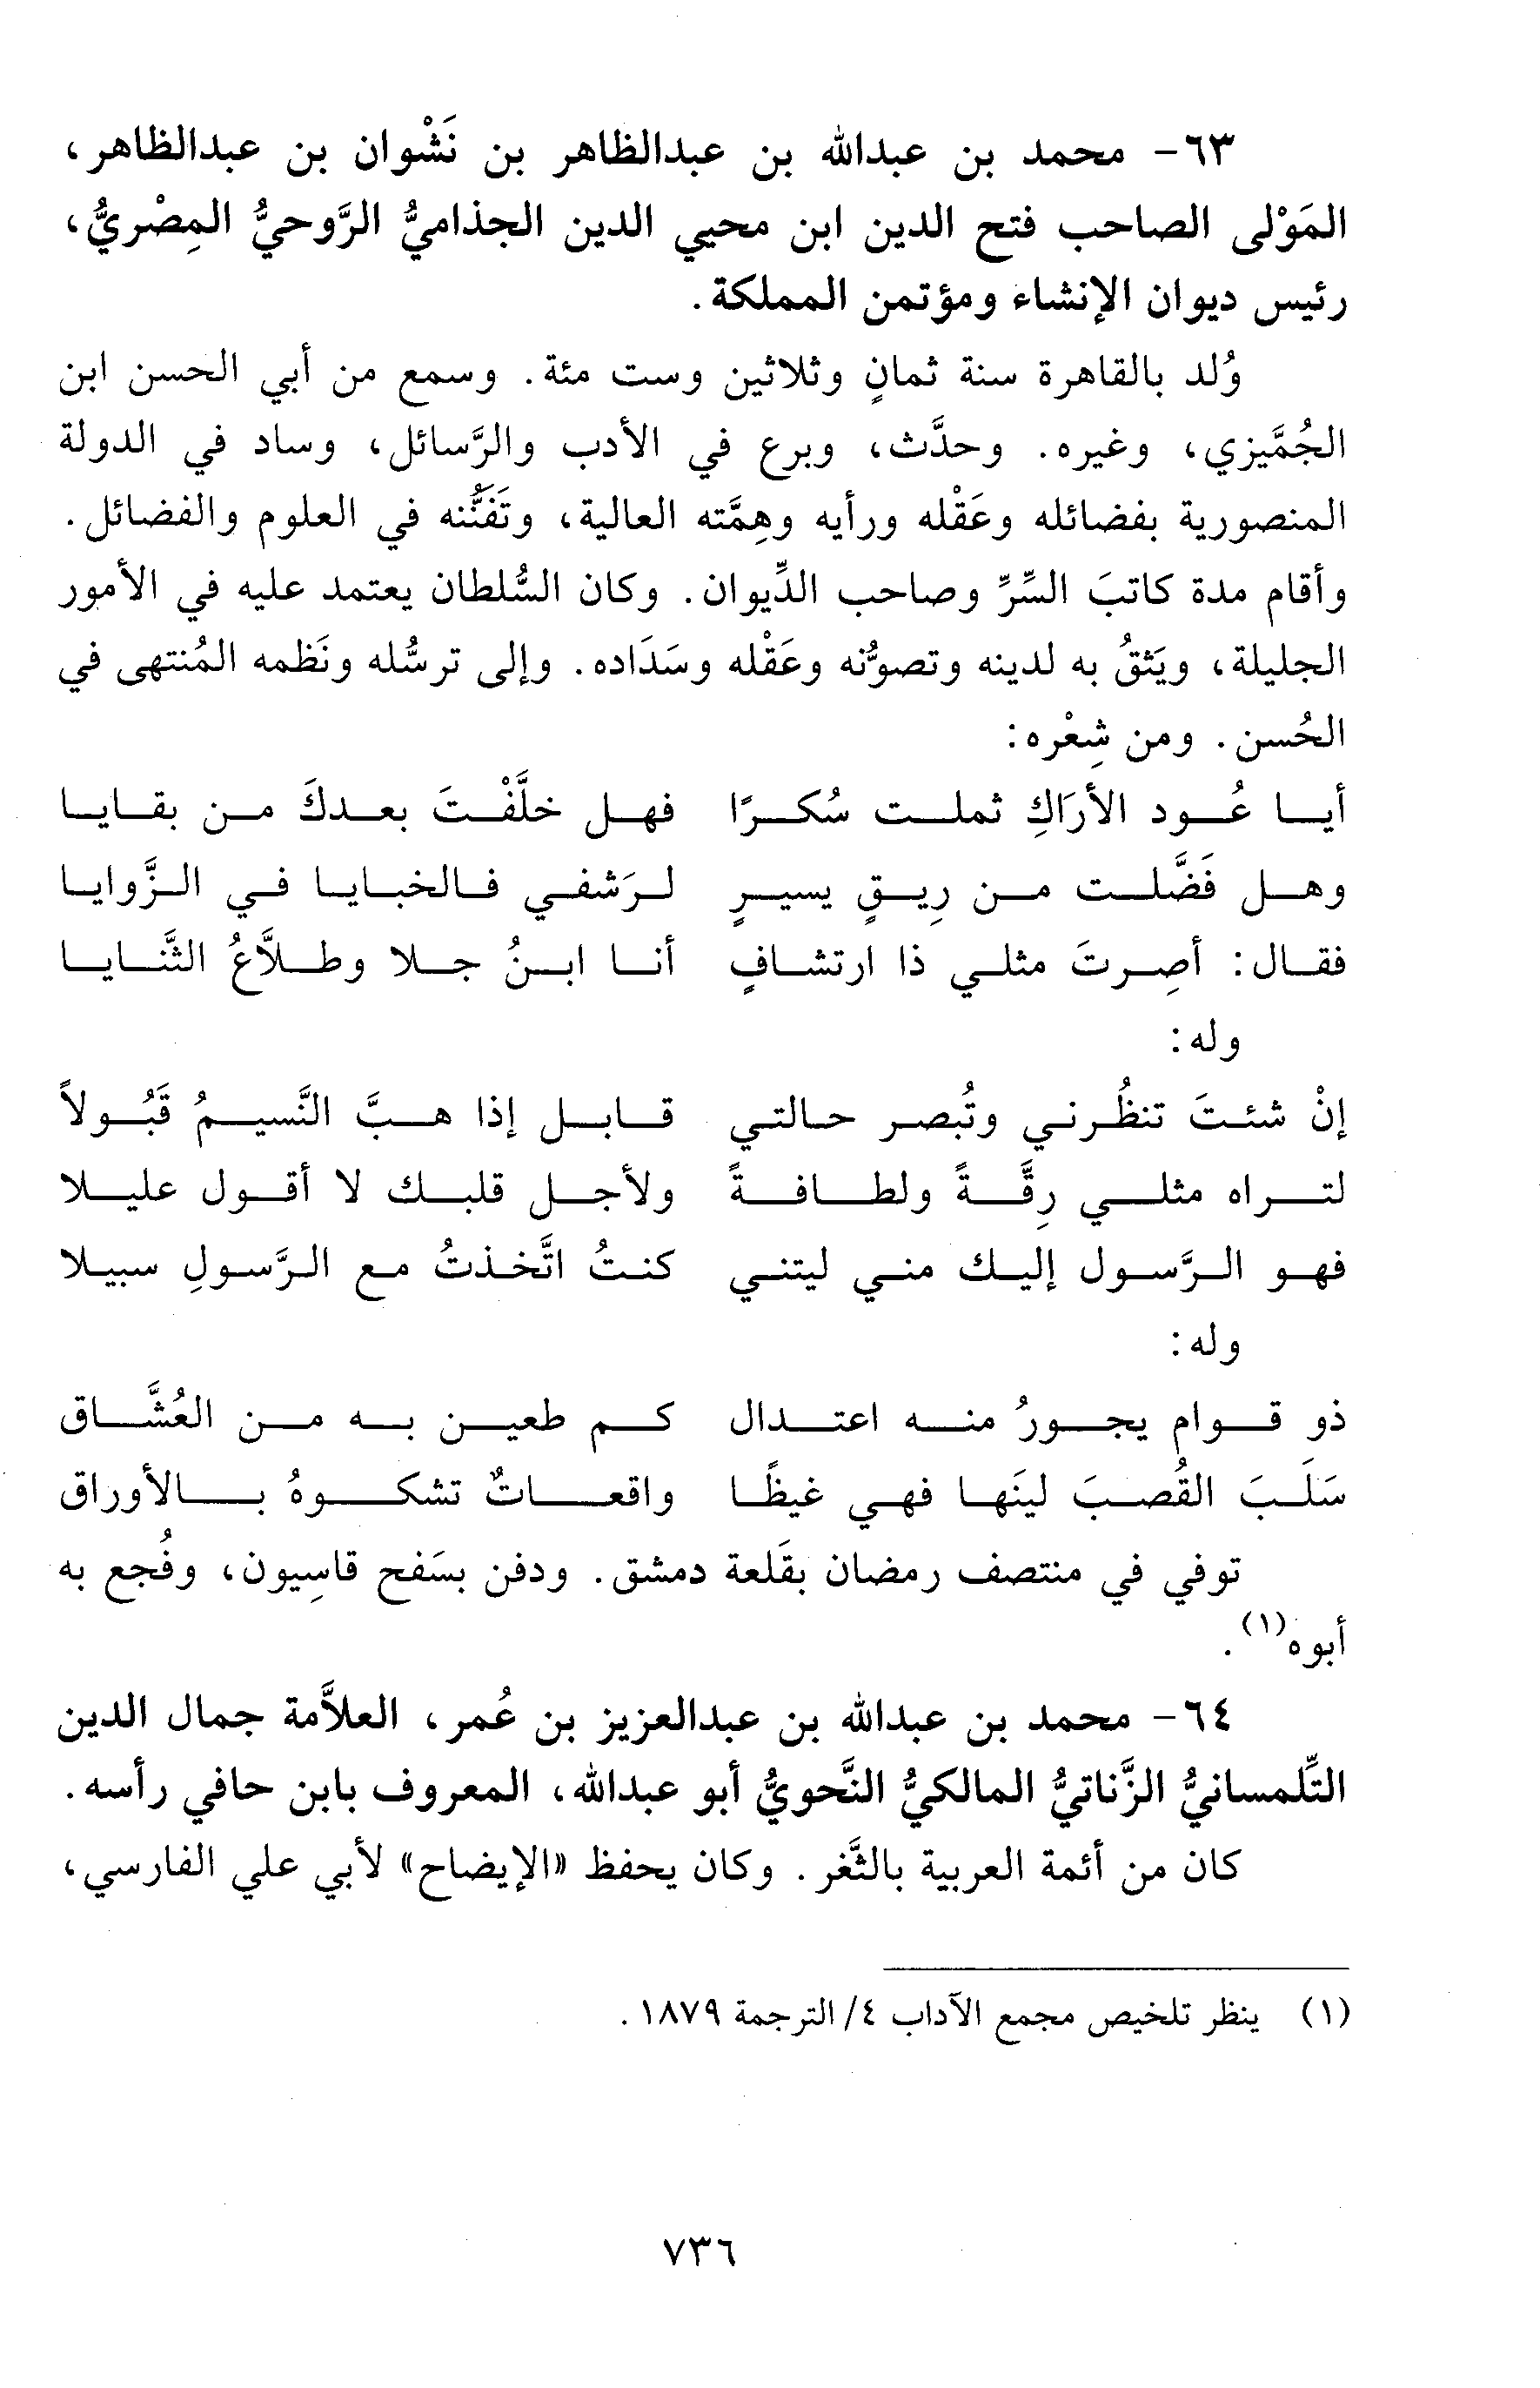 ٦٣- محمد بن عبدالله بن عبدالظاهر بن نَشْوان بن عبدالظاهر،
المَوْلى الصاحب فتح الدين ابن محيي الدين الجذاميُّ الرَّوحيُّ المِصْريُّ،
رئيس ديوان الإنشاء ومؤتمن المملكة.
وُلد بالقاهرة سنة ثمانٍ وثلاثين وست مئة. وسمع من أبي الحسن ابن
الجُمَّيزي، وغيره. وحدَّث، وبرع في الأدب والرَّسائل، وساد في الدولة
المنصورية بفضائله وعَقْله ورأيه وهِمَّته العالية، وتَفَنُّنه في العلوم والفضائل.
وأقام مدة كاتبَ السِّرِّ وصاحب الدِّيوان. وكان السُّلطان يعتمد عليه في الأمور
الجليلة، ويَثقُ به لدينه وتصوُّنه وعَقْله وسَدَاده. وإلى ترسُّله ونَظمه المُنتهى في
الحُسن. ومن شِعْره:
أيا عُود الأرَاكِ ثملت سُكرًا فهل خلَّفْتَ بعدكَ من بقايا
وهل فَضَّلت من رِيقٍ يسيرٍ لرَشفي فالخبايا في الزَّوايا
فقال: أصِرتَ مثلي ذا ارتشافٍ أنا ابنُ جلا وطلاَّعُ الثَّنايا
وله:
إنْ شئتَ تنظُرني وتُبصر حالتي قابل إذا هبَّ النَّسيمُ قَبُولاً
لتراه مثلي رِقَّةً ولطافةً ولأجل قلبك لا أقول عليلا
فهو الرَّسول إليك مني ليتني كنتُ اتَّخذتُ مع الرَّسولِ سبيلا
وله:
ذو قوام يجورُ منه اعتدال كم طعين به من العُشَّاق
سَلَبَ القُصبَ لينَها فهي غيظًا واقعاتٌ تشكوهُ بالأوراق
توفي في منتصف رمضان بقَلعة دمشق. ودفن بسَفح قاسِيون، وفُجع به
أبوه(١).
٦٤- محمد بن عبدالله بن عبدالعزيز بن عُمر، العلاَّمة جمال الدين
التِّلمسانيُّ الزَّناتيُّ المالكيُّ النَّحويُّ أبو عبدالله، المعروف بابن حافي رأسه.
كان من أئمة العربية بالثَّغر. وكان يحفظ «الإيضاح» لأبي علي الفارسي،
(١) ينظر تلخيص مجمع الآداب ٤/ الترجمة ١٨٧٩.
٧٣٦